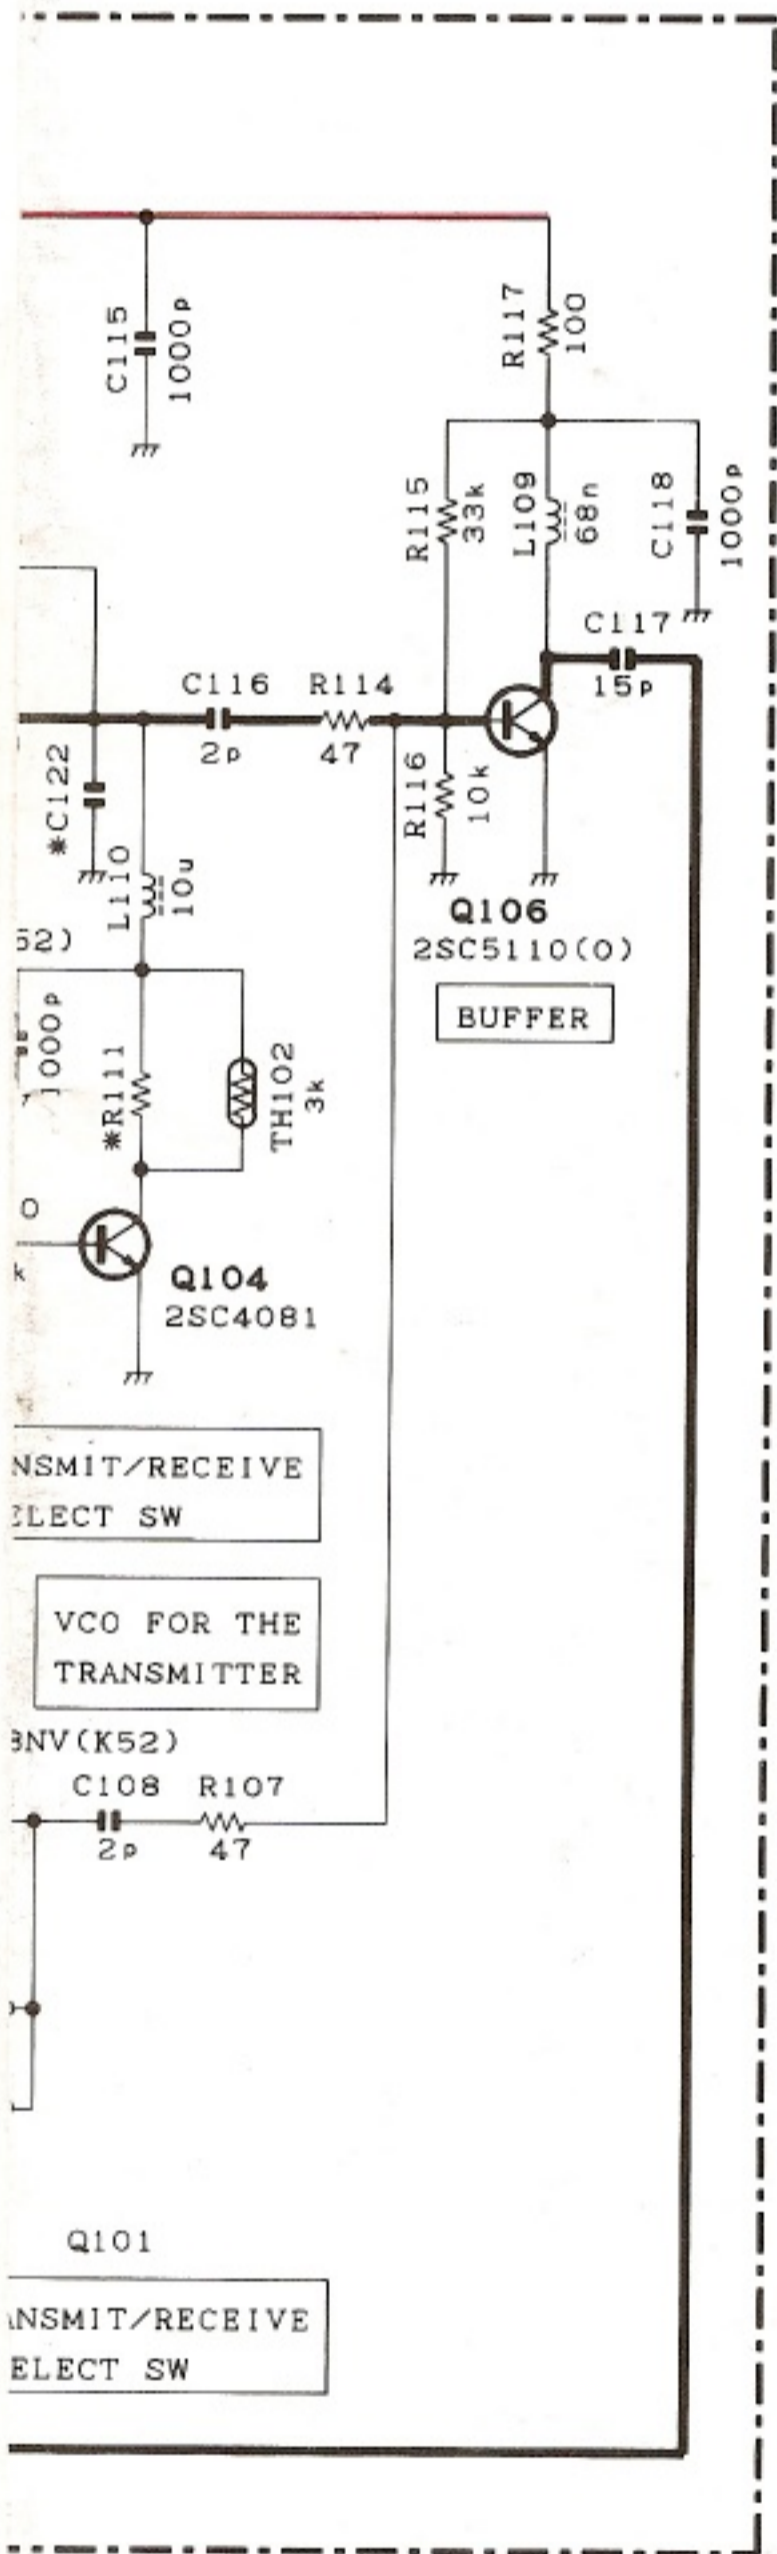 C115
1000p
R117
100
R115
33k
L109
68n
C118
1000p
C117
15p
C116
2p
R114
47
*C122
R116
10k
L110
10u
Q106
2SC5110(O)
BUFFER
52)
1000p
*R111
TH102
3k
O
k
Q104
2SC4081
NSMIT/RECEIVE
ELECT SW
VCO FOR THE
TRANSMITTER
3NV(K52)
C108
2p
R107
47
Q101
ANSMIT/RECEIVE
ELECT SW